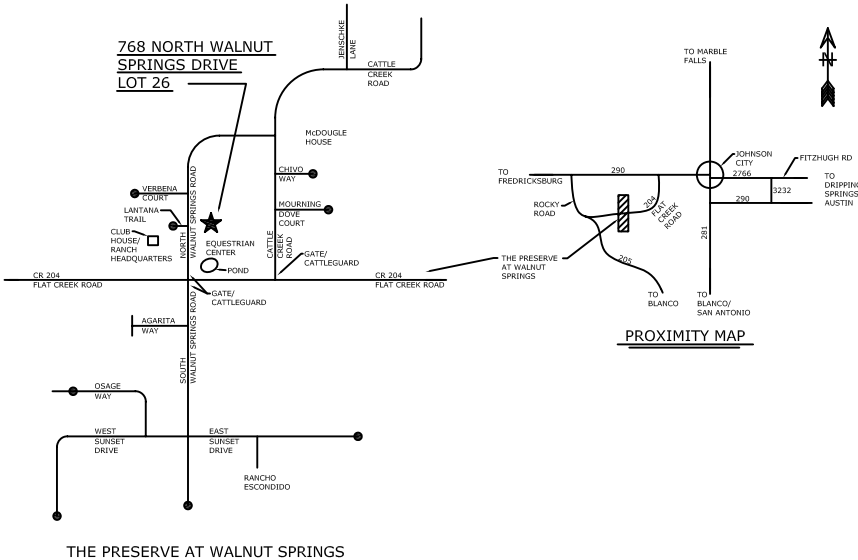 768 NORTH WALNUT
SPRINGS DRIVE
LOT 26
JENSCHKE
LANE
CATTLE
CREEK
ROAD
McDOUGLE
HOUSE
CHIVO
WAY
MOURNING
DOVE
COURT
VERBENA
COURT
LANTANA
TRAIL
CLUB
HOUSE/
RANCH
HEADQUARTERS
NORTH
WALNUT SPRINGS ROAD
EQUESTRIAN
CENTER
POND
CATTLE
CREEK
ROAD
GATE/
CATTLEGUARD
CR 204
FLAT CREEK ROAD
CR 204
FLAT CREEK ROAD
GATE/
CATTLEGUARD
AGARITA
WAY
SOUTH
WALNUT SPRINGS ROAD
OSAGE
WAY
WEST
SUNSET
DRIVE
EAST
SUNSET
DRIVE
RANCHO
ESCONDIDO
THE PRESERVE AT WALNUT SPRINGS
TO MARBLE
FALLS
N
JOHNSON
CITY
FITZHUGH RD
TO
FREDRICKSBURG
290
2766
3232
290
TO
DRIPPING
SPRINGS
AUSTIN
ROCKY
ROAD
204
FLAT
CREEK
ROAD
281
205
THE PRESERVE
AT WALNUT
SPRINGS
TO
BLANCO
TO
BLANCO/
SAN ANTONIO
PROXIMITY MAP